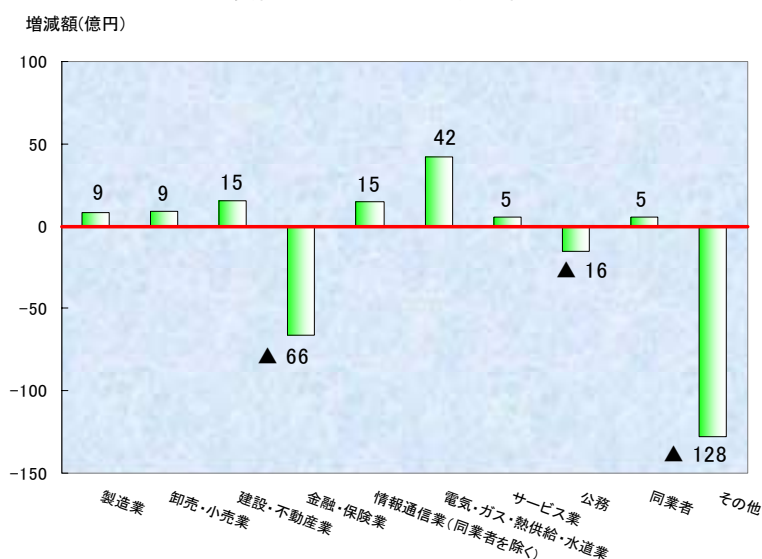 増減額(億円)
100
50
0
-50
-100
-150
9
9
15
▲ 66
15
42
5
▲ 16
5
▲ 128
製造業
卸売・小売業
建設・不動産業
金融・保険業
情報通信業(同業者を除く)
電気・ガス・熱供給・水道業
サービス業
公務
同業者
その他